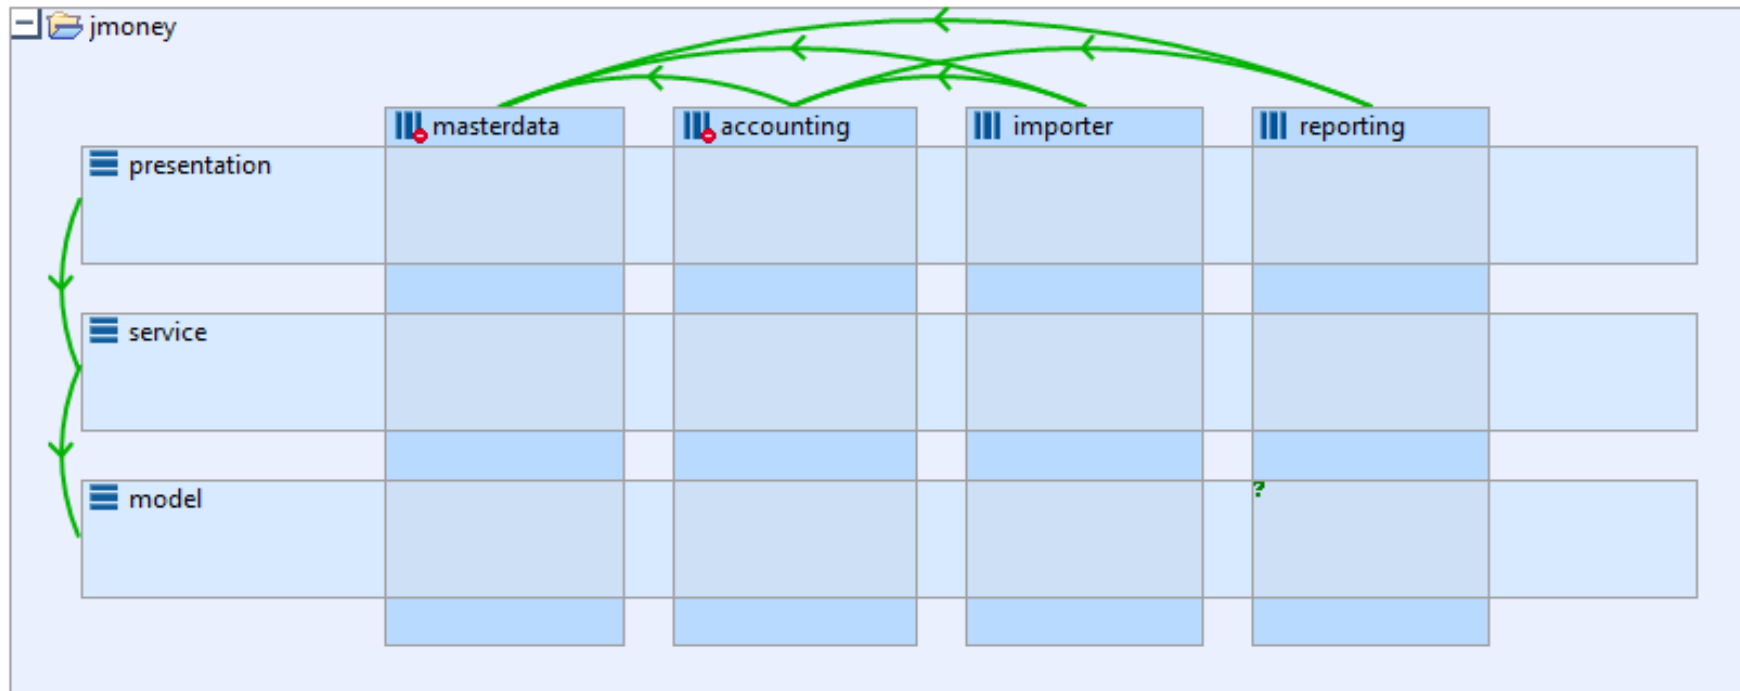 jmoney
masterdata
accounting
importer
reporting
presentation
service
model
?